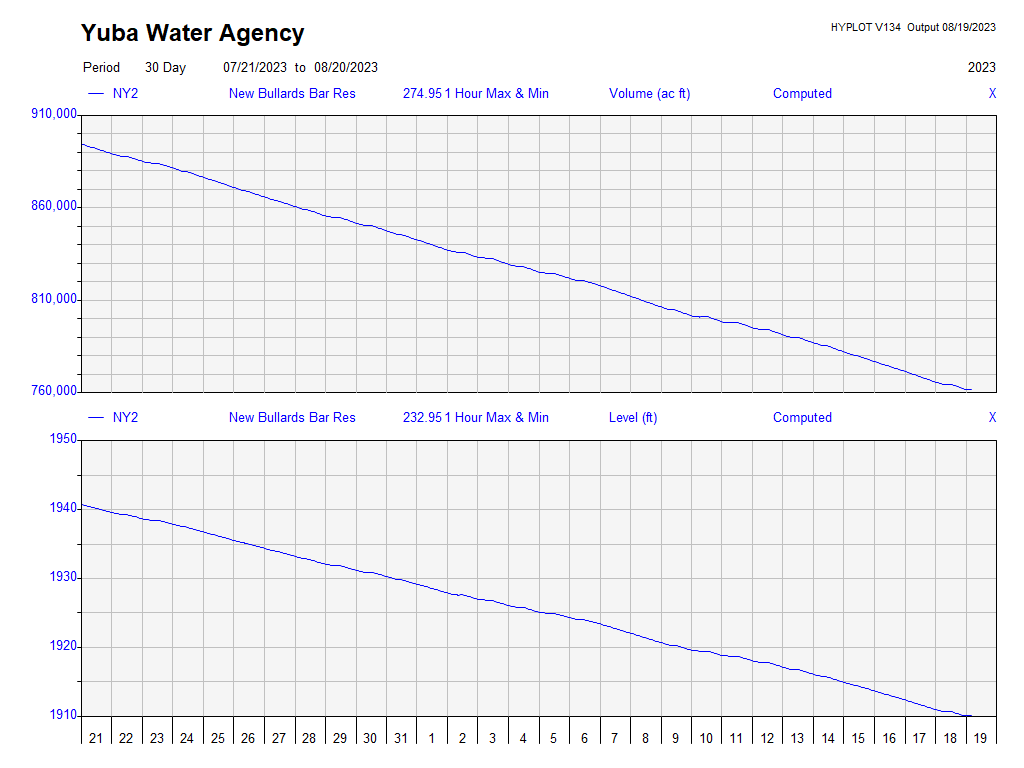 Yuba Water Agency
HYPLOT V134 Output 08/19/2023
Period 30 Day 07/21/2023 to 08/20/2023 2023
NY2 New Bullards Bar Res 274.95 1 Hour Max & Min Volume (ac ft) Computed X
910,000
860,000
810,000
760,000
NY2 New Bullards Bar Res 232.95 1 Hour Max & Min Level (ft) Computed X
1950
1940
1930
1920
1910
21 22 23 24 25 26 27 28 29 30 31 1 2 3 4 5 6 7 8 9 10 11 12 13 14 15 16 17 18 19